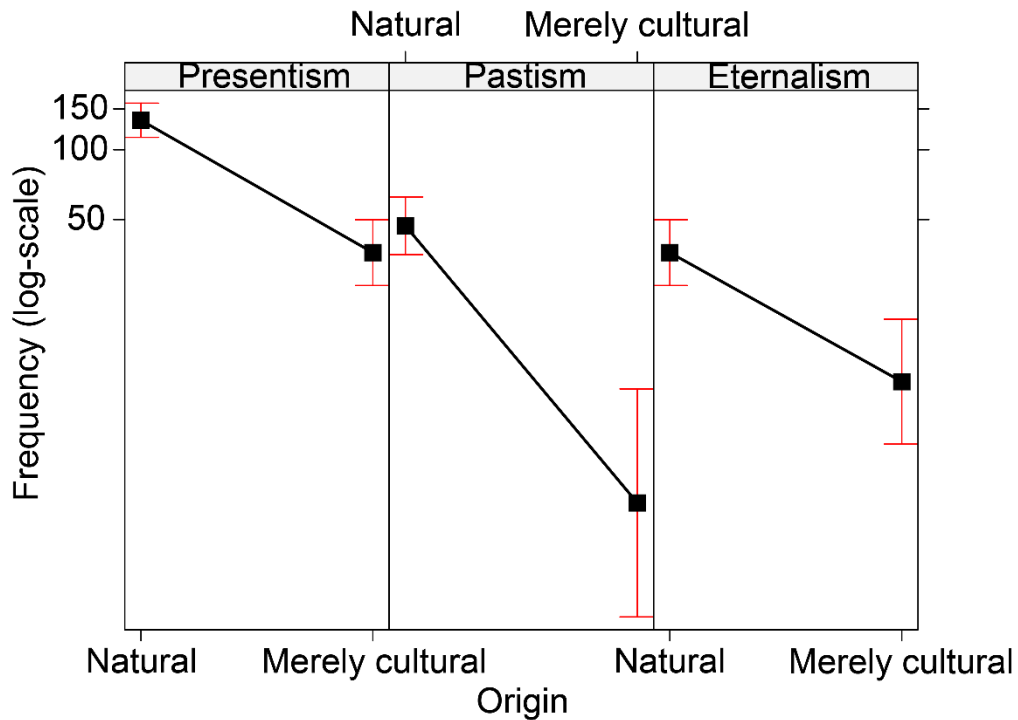 Natural Merely cultural
Presentism Pastism Eternalism
150
100
50
Frequency (log-scale)
Natural Merely cultural Natural Merely cultural
Origin